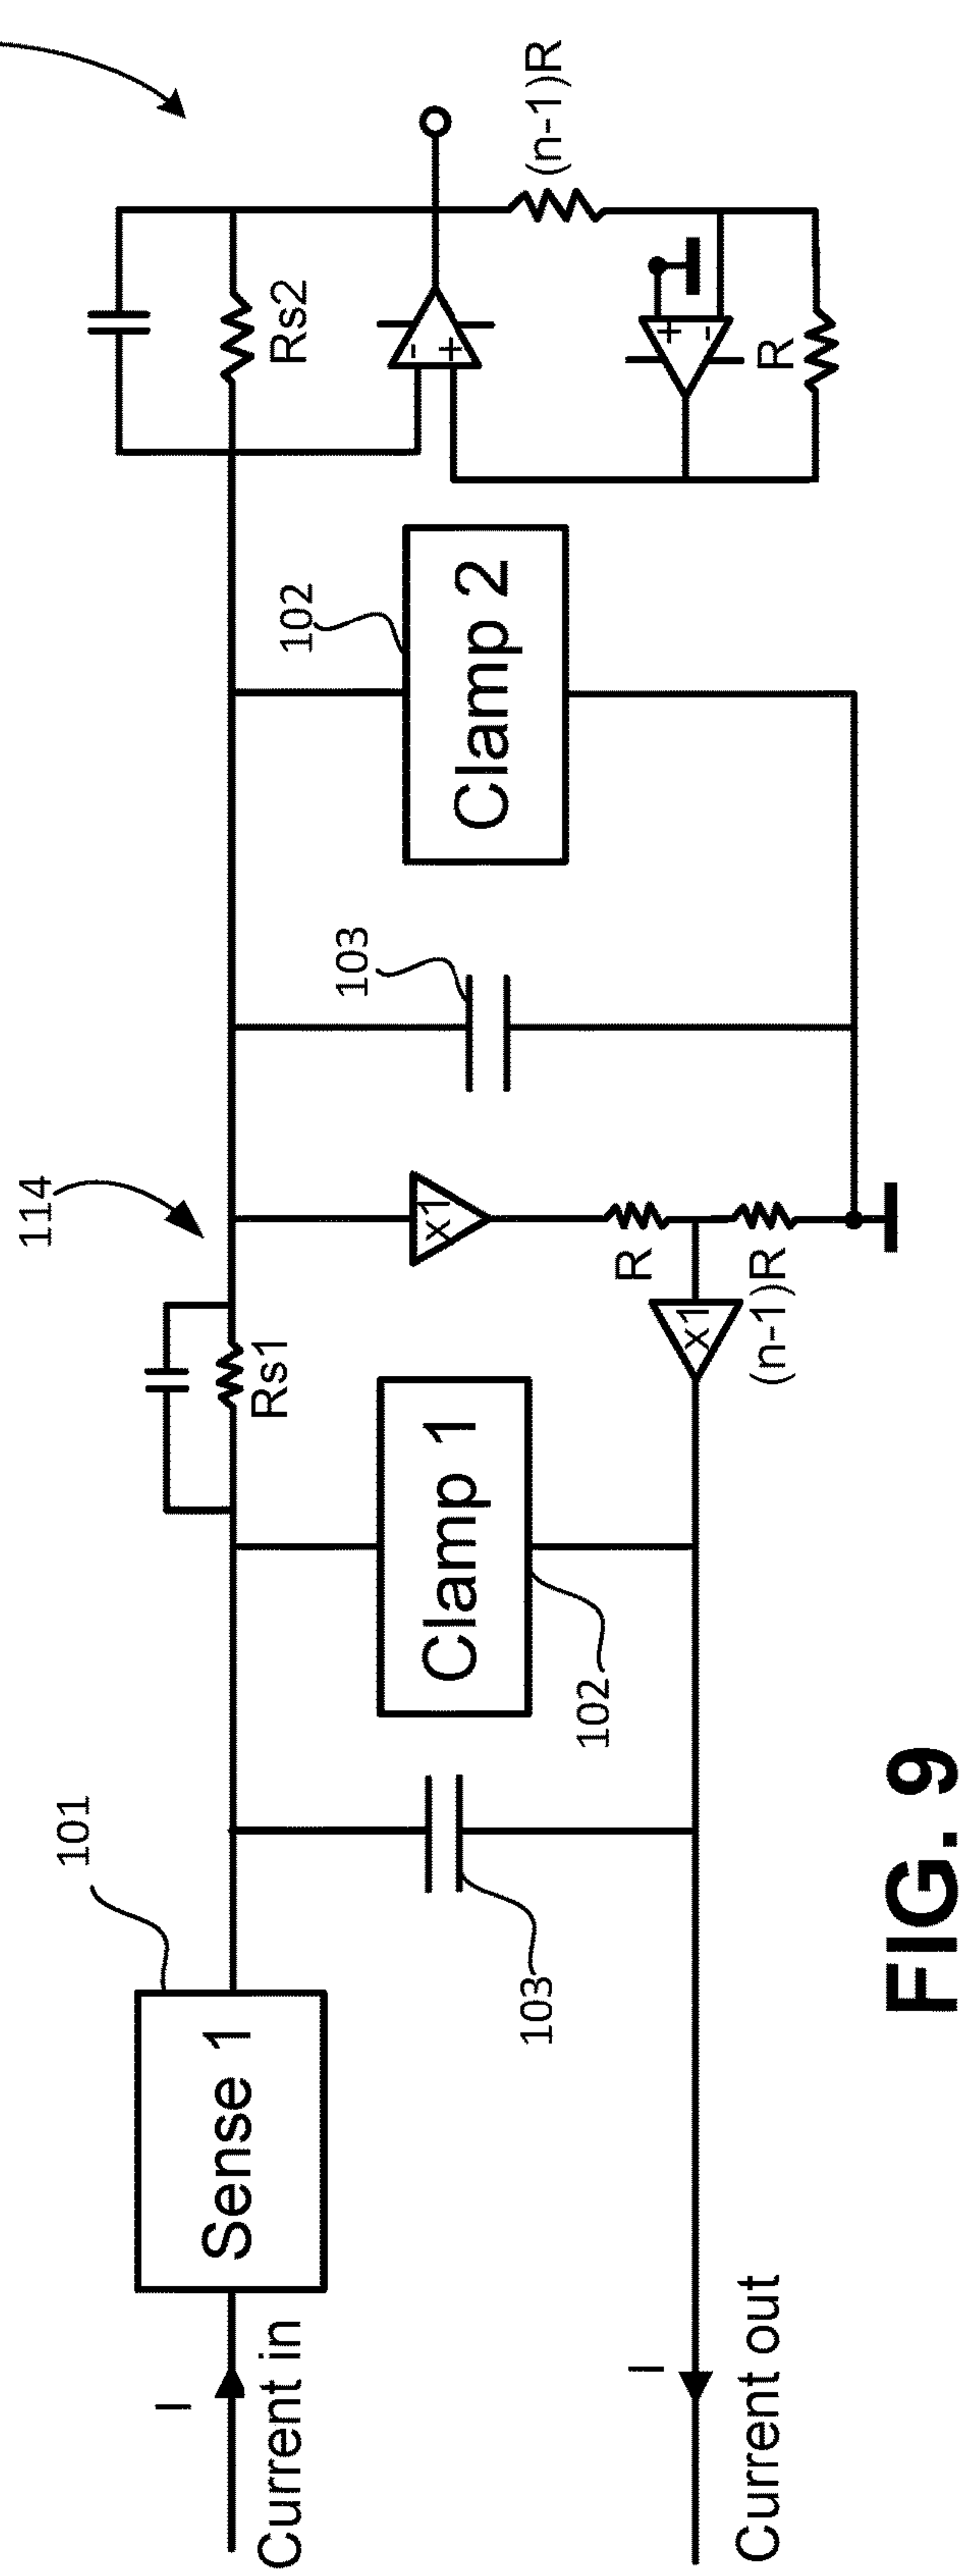 114
101
Sense 1
I
Current in
I
Current out
103
Clamp 1
102
Rs1
x1
R
(n-1)R
x1
103
102
Clamp 2
Rs2
-
+
(n-1)R
+
-
R
FIG. 9